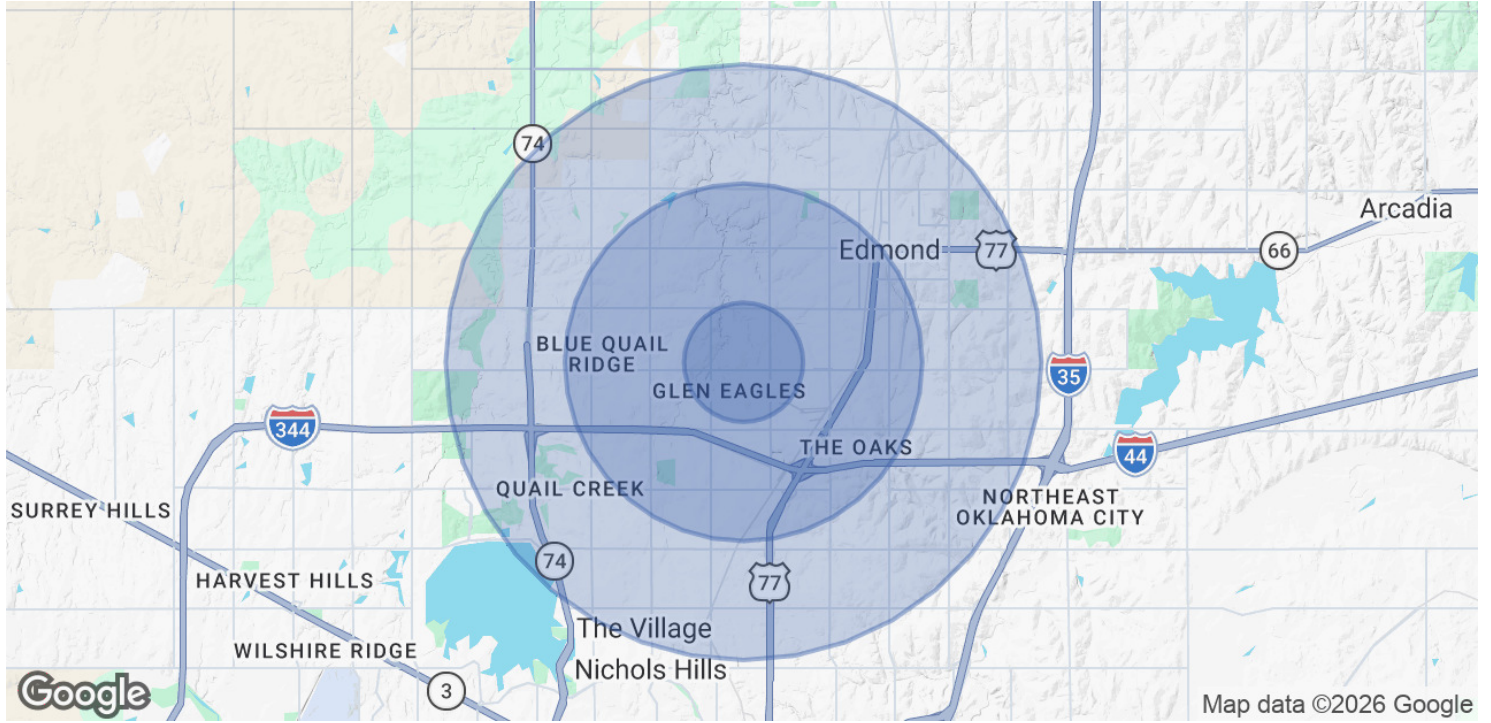 74
Arcadia
Edmond
77
66
BLUE QUAIL
RIDGE
GLEN EAGLES
35
344
THE OAKS
44
QUAIL CREEK
NORTHEAST
OKLAHOMA CITY
SURREY HILLS
74
HARVEST HILLS
77
The Village
WILSHIRE RIDGE
Nichols Hills
3
Google
Map data ©2026 Google